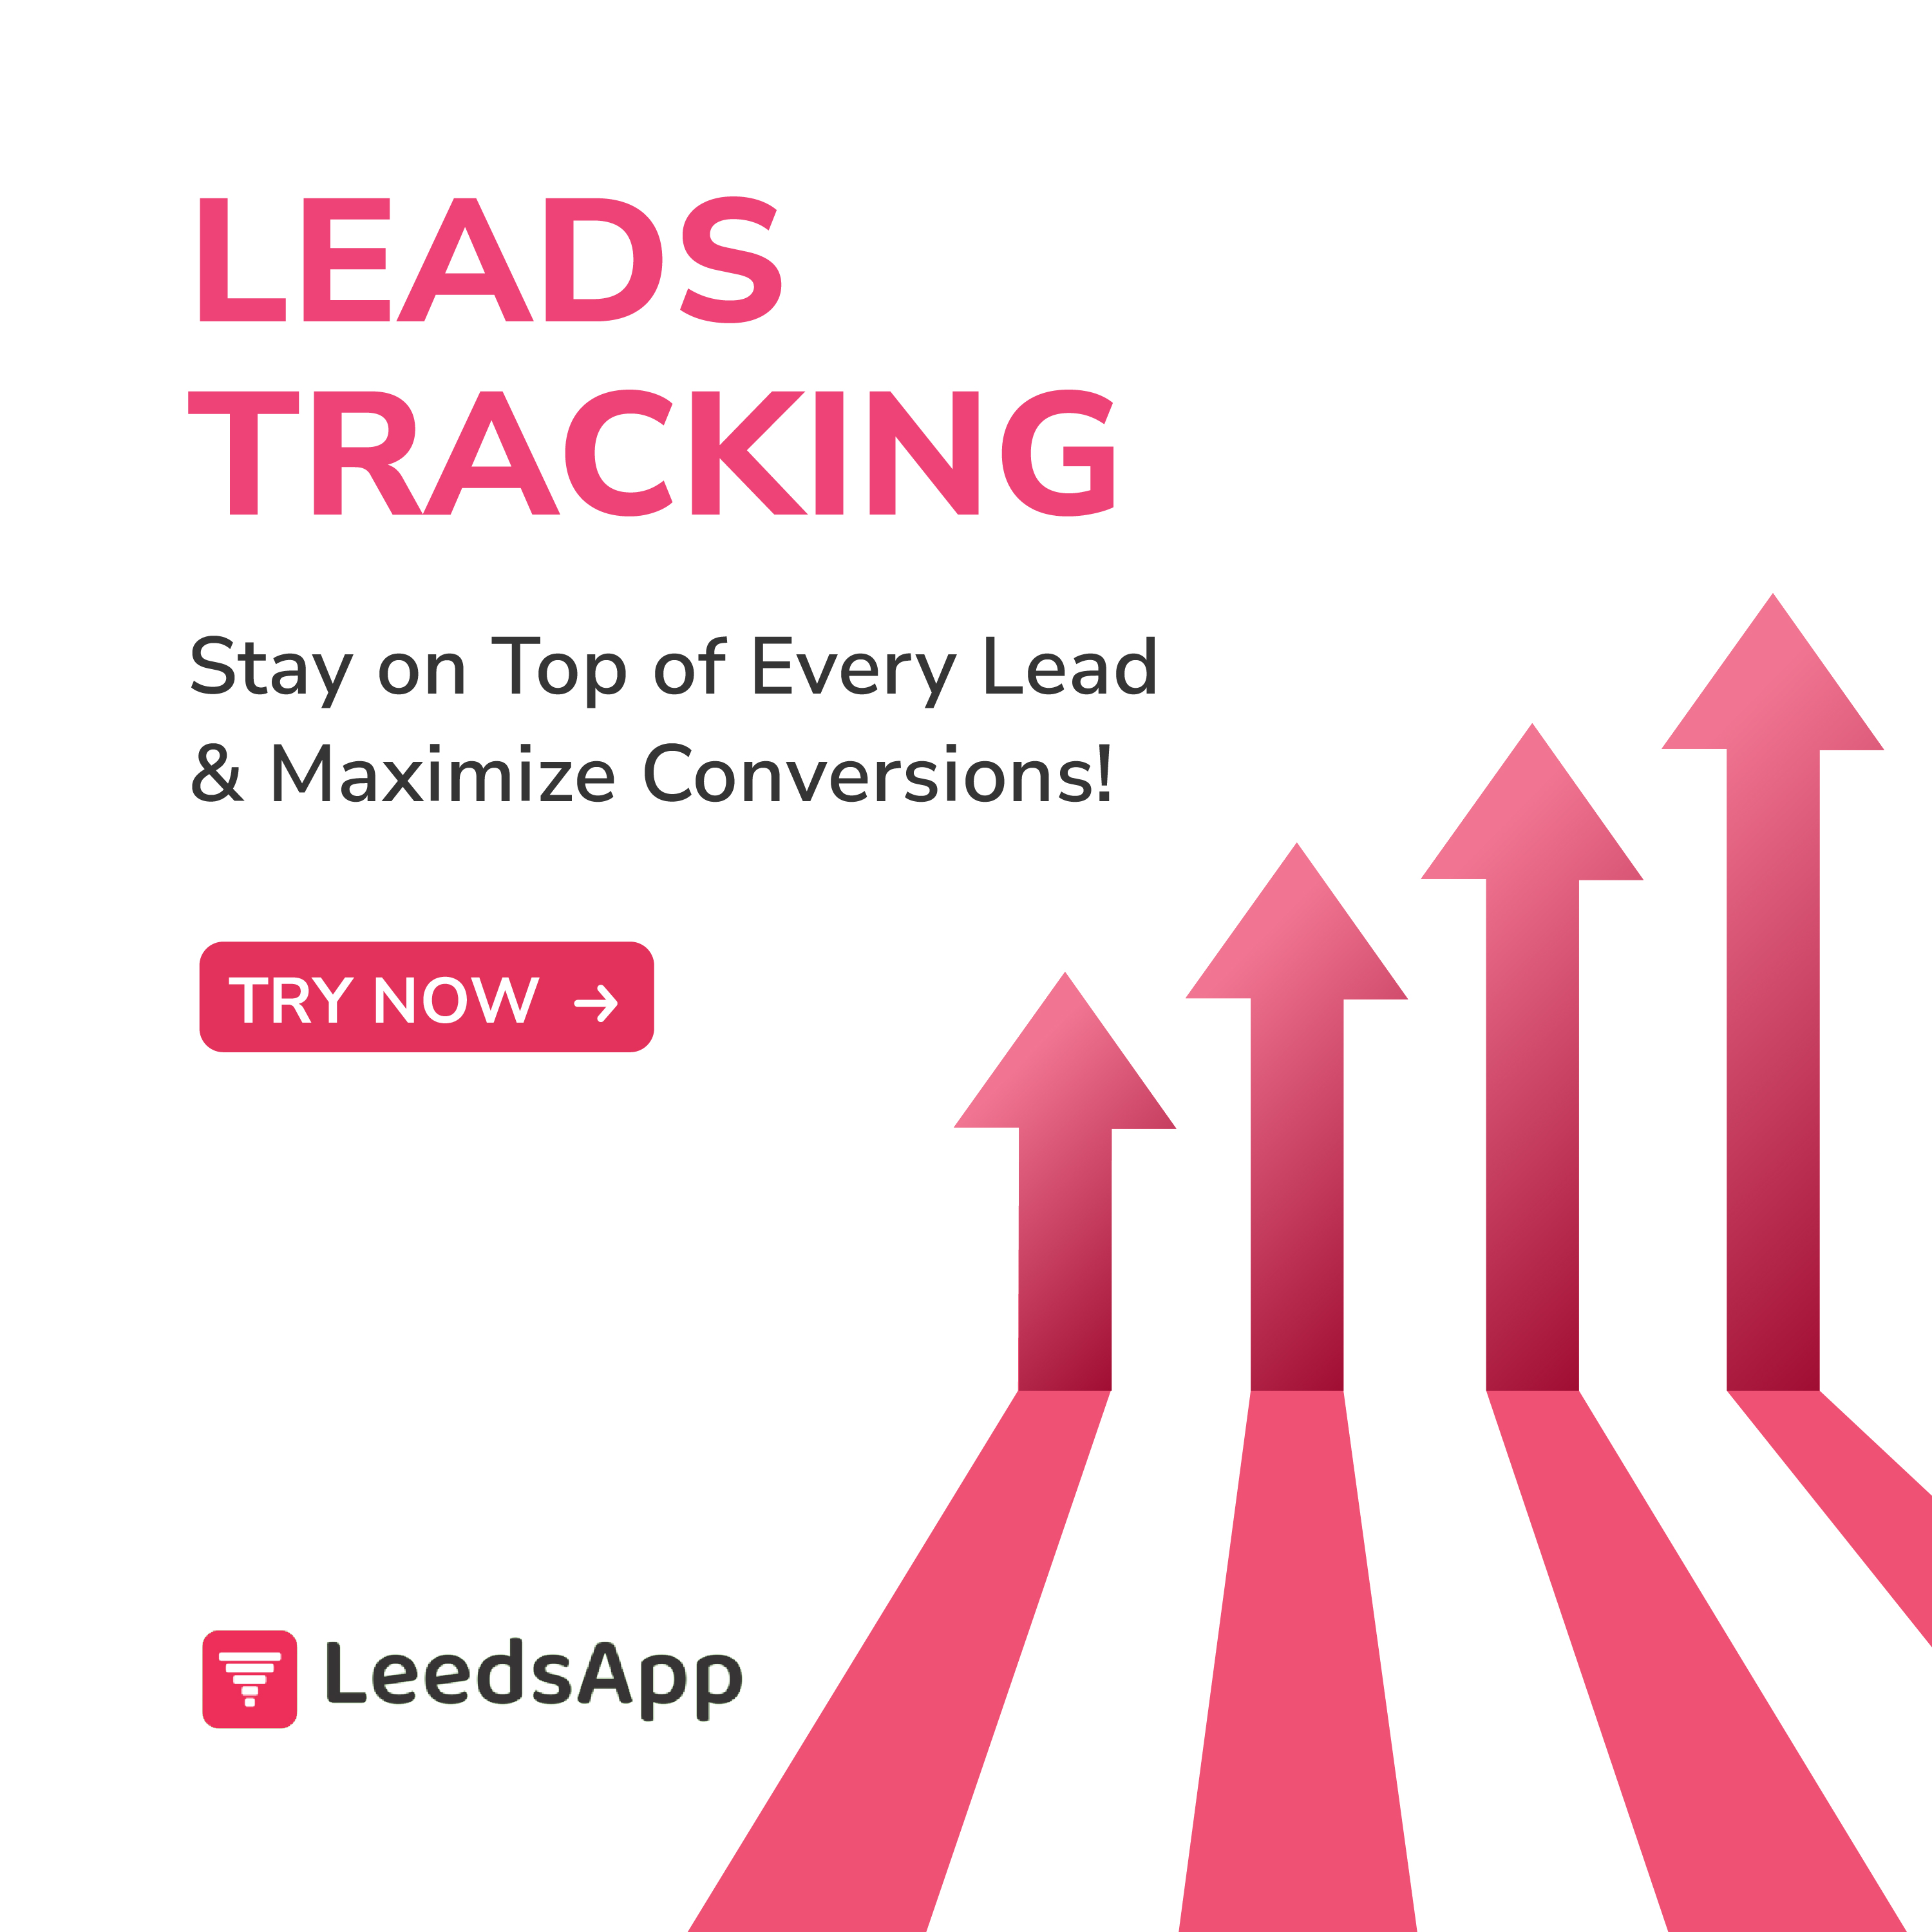 LEADS
TRACKING
Stay on Top of Every Lead
& Maximize Conversions!
TRY NOW
LeedsApp